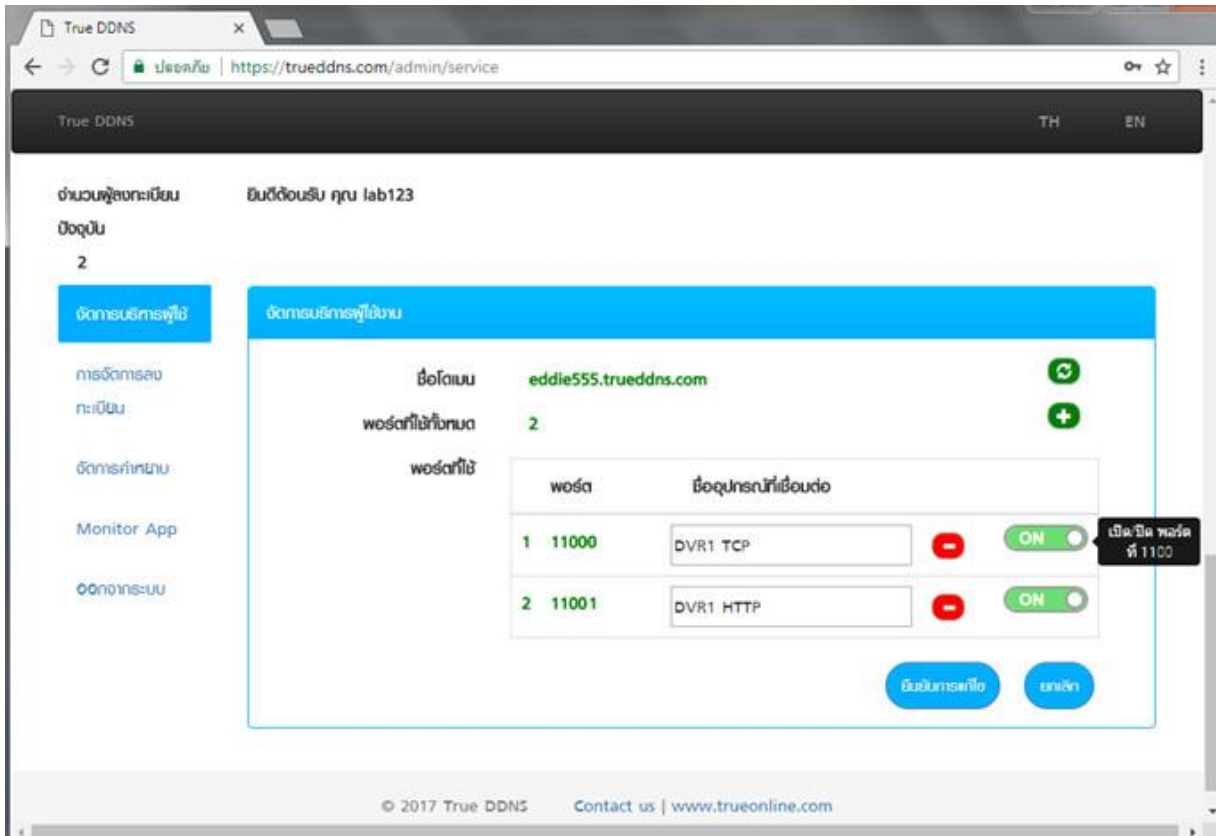 True DDNS
ปลอดภัย | https://trueddns.com/admin/service
True DDNS TH EN
จำนวนผู้ลงทะเบียน
ปัจจุบัน
2
ยินดีต้อนรับ คุณ lab123
จัดการบริการผู้ใช้
การจัดการลง
ทะเบียน
จัดการคำหยาบ
Monitor App
ออกจากระบบ
จัดการบริการผู้ใช้งาน
ชื่อโดเมน eddie555.trueddns.com
พอร์ตที่ใช้ทั้งหมด 2
พอร์ตที่ใช้
พอร์ต ชื่ออุปกรณ์ที่เชื่อมต่อ
1 11000 DVR1 TCP ON
เปิด/ปิด พอร์ต
ที่ 1100
2 11001 DVR1 HTTP ON
ยืนยันการแก้ไข ยกเลิก
© 2017 True DDNS Contact us | www.trueonline.com